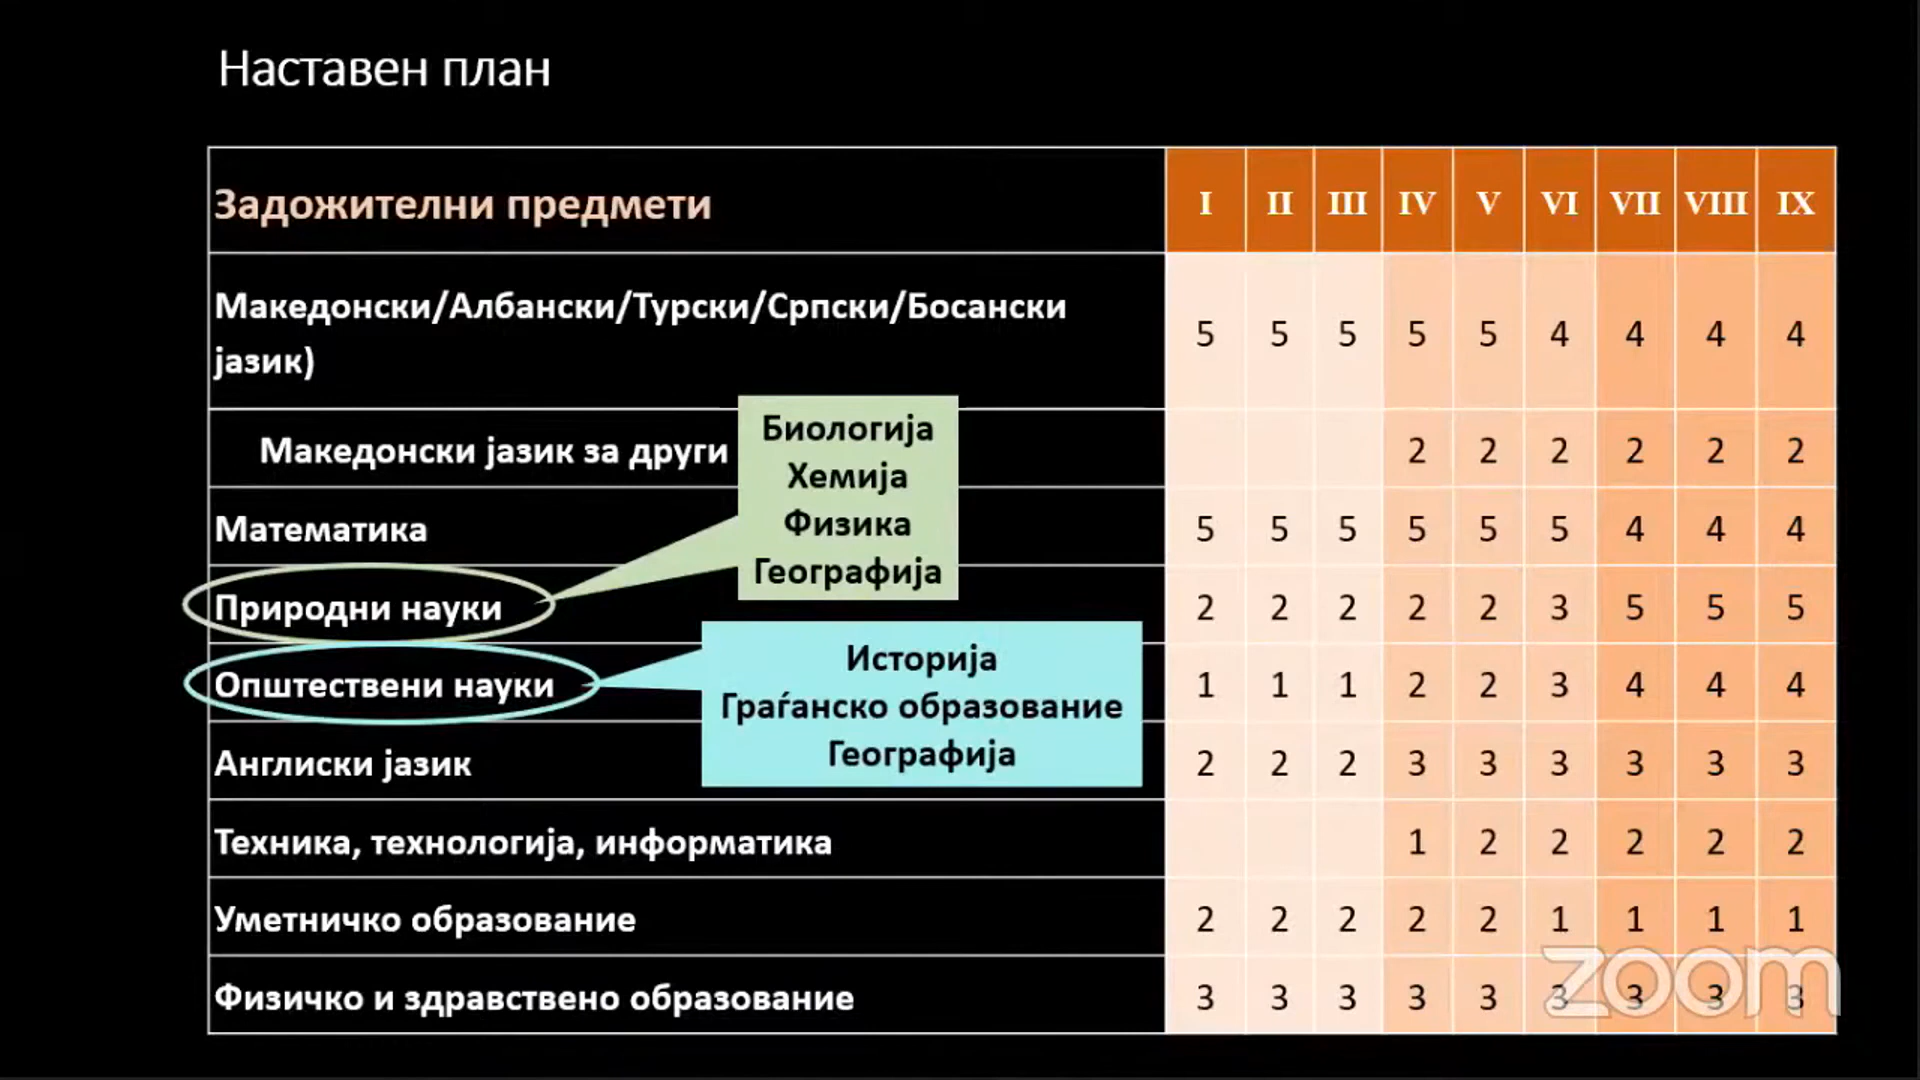 Наставен план
Задожителни предмети I II III IV V VI VII VIII IX
Македонски/Албански/Турски/Српски/Босански
јазик) 5 5 5 5 5 4 4 4 4
Македонски јазик за други 2 2 2 2 2 2
Математика 5 5 5 5 5 5 4 4 4
Природни науки 2 2 2 2 2 3 5 5 5
Општествени науки 1 1 1 2 2 3 4 4 4
Англиски јазик 2 2 2 3 3 3 3 3 3
Техника, технологија, информатика 1 2 2 2 2 2
Уметничко образование 2 2 2 2 2 1 1 1 1
Физичко и здравствено образование 3 3 3 3 3 3 3 3 3
Биологија
Хемија
Физика
Географија
Историја
Граѓанско образование
Географија
zoom